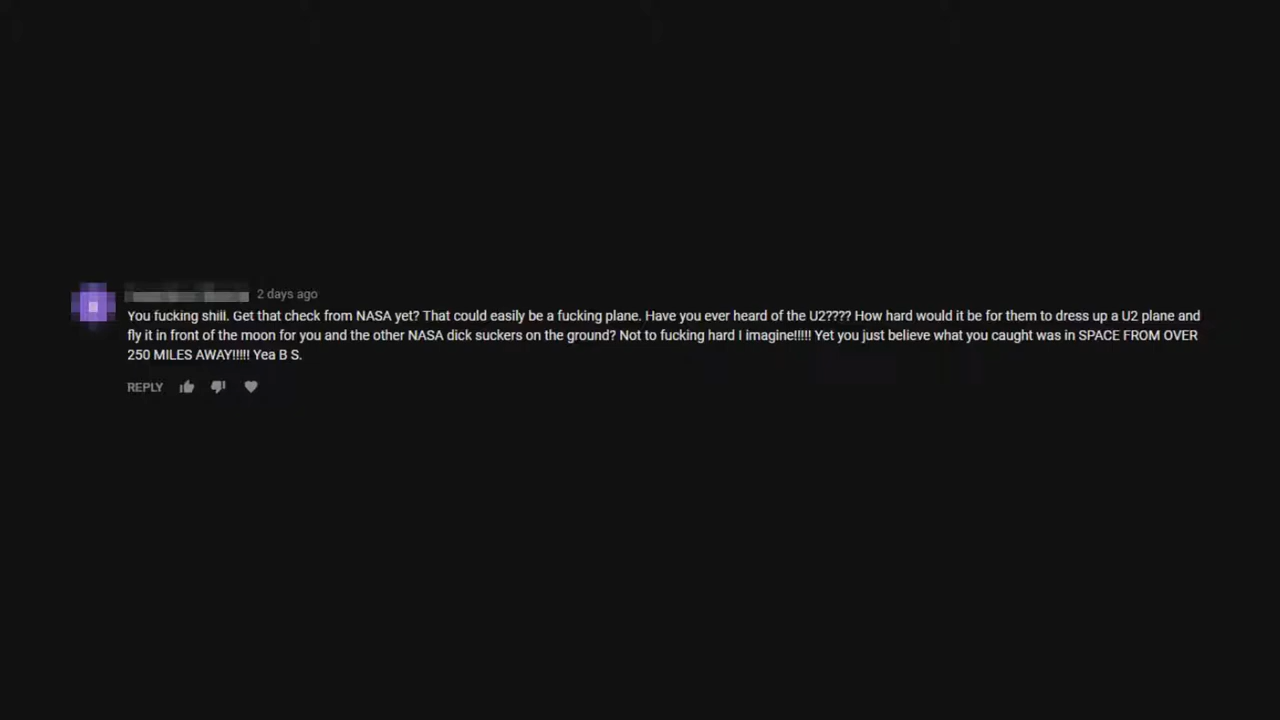 2 days ago
You fucking shill. Get that check from NASA yet? That could easily be a fucking plane. Have you ever heard of the U2???? How hard would it be for them to dress up a U2 plane and
fly it in front of the moon for you and the other NASA dick suckers on the ground? Not to fucking hard I imagine!!!!! Yet you just believe what you caught was in SPACE FROM OVER
250 MILES AWAY!!!!! Yea B S.
REPLY